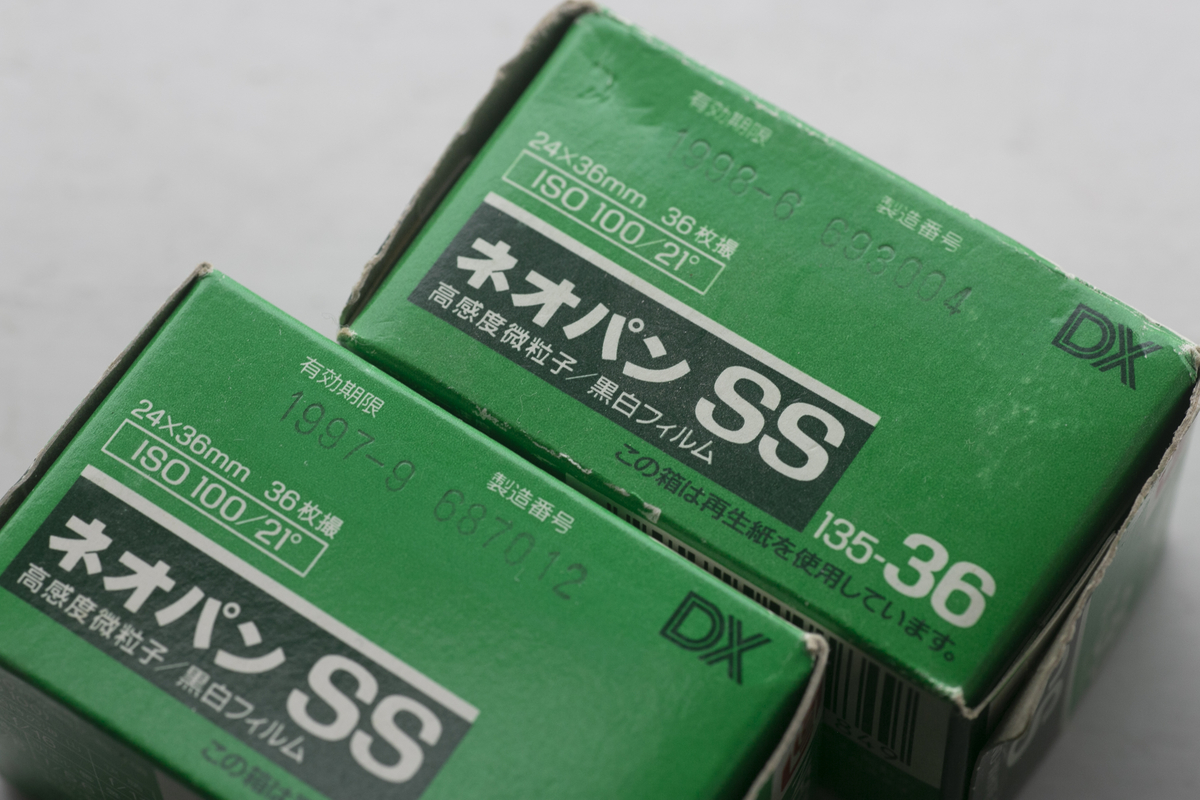 有効期限
1998-6
製造番号
693004
24×36mm 36枚撮
ISO 100/21°
ネオパン SS
高感度微粒子/黒白フィルム
DX
135-36
この箱は再生紙を使用しています。
有効期限
1997-9
製造番号
687012
24×36mm 36枚撮
ISO 100/21°
ネオパン SS
高感度微粒子/黒白フィルム
DX
この箱は